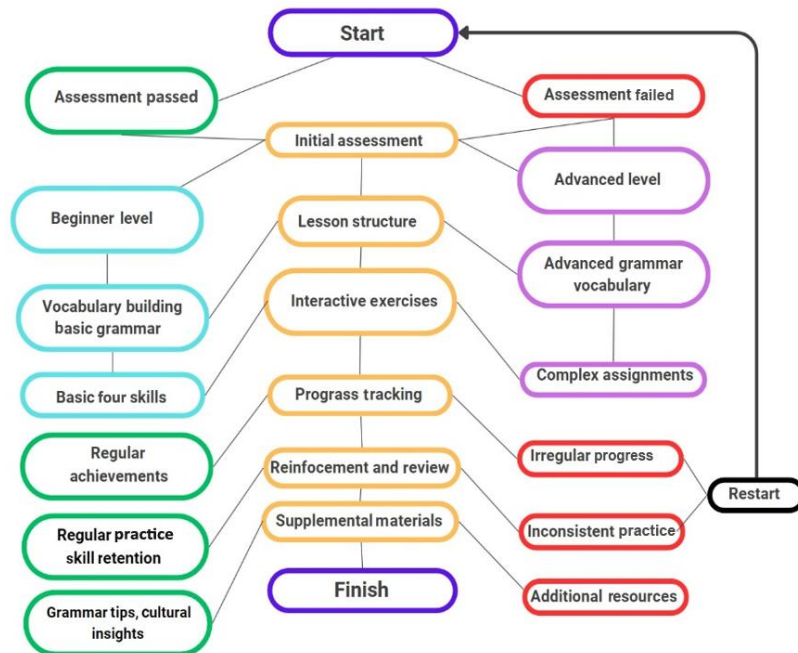 Start
Assessment passed
Assessment failed
Initial assessment
Advanced level
Beginner level
Lesson structure
Advanced grammar
vocabulary
Vocabulary building
basic grammar
Interactive exercises
Basic four skills
Complex assignments
Prograss tracking
Regular
achievements
Irregular progress
Reinfocement and review
Restart
Supplemental materials
Regular practice
skill retention
Inconsistent practice
Finish
Additional resources
Grammar tips, cultural
insights